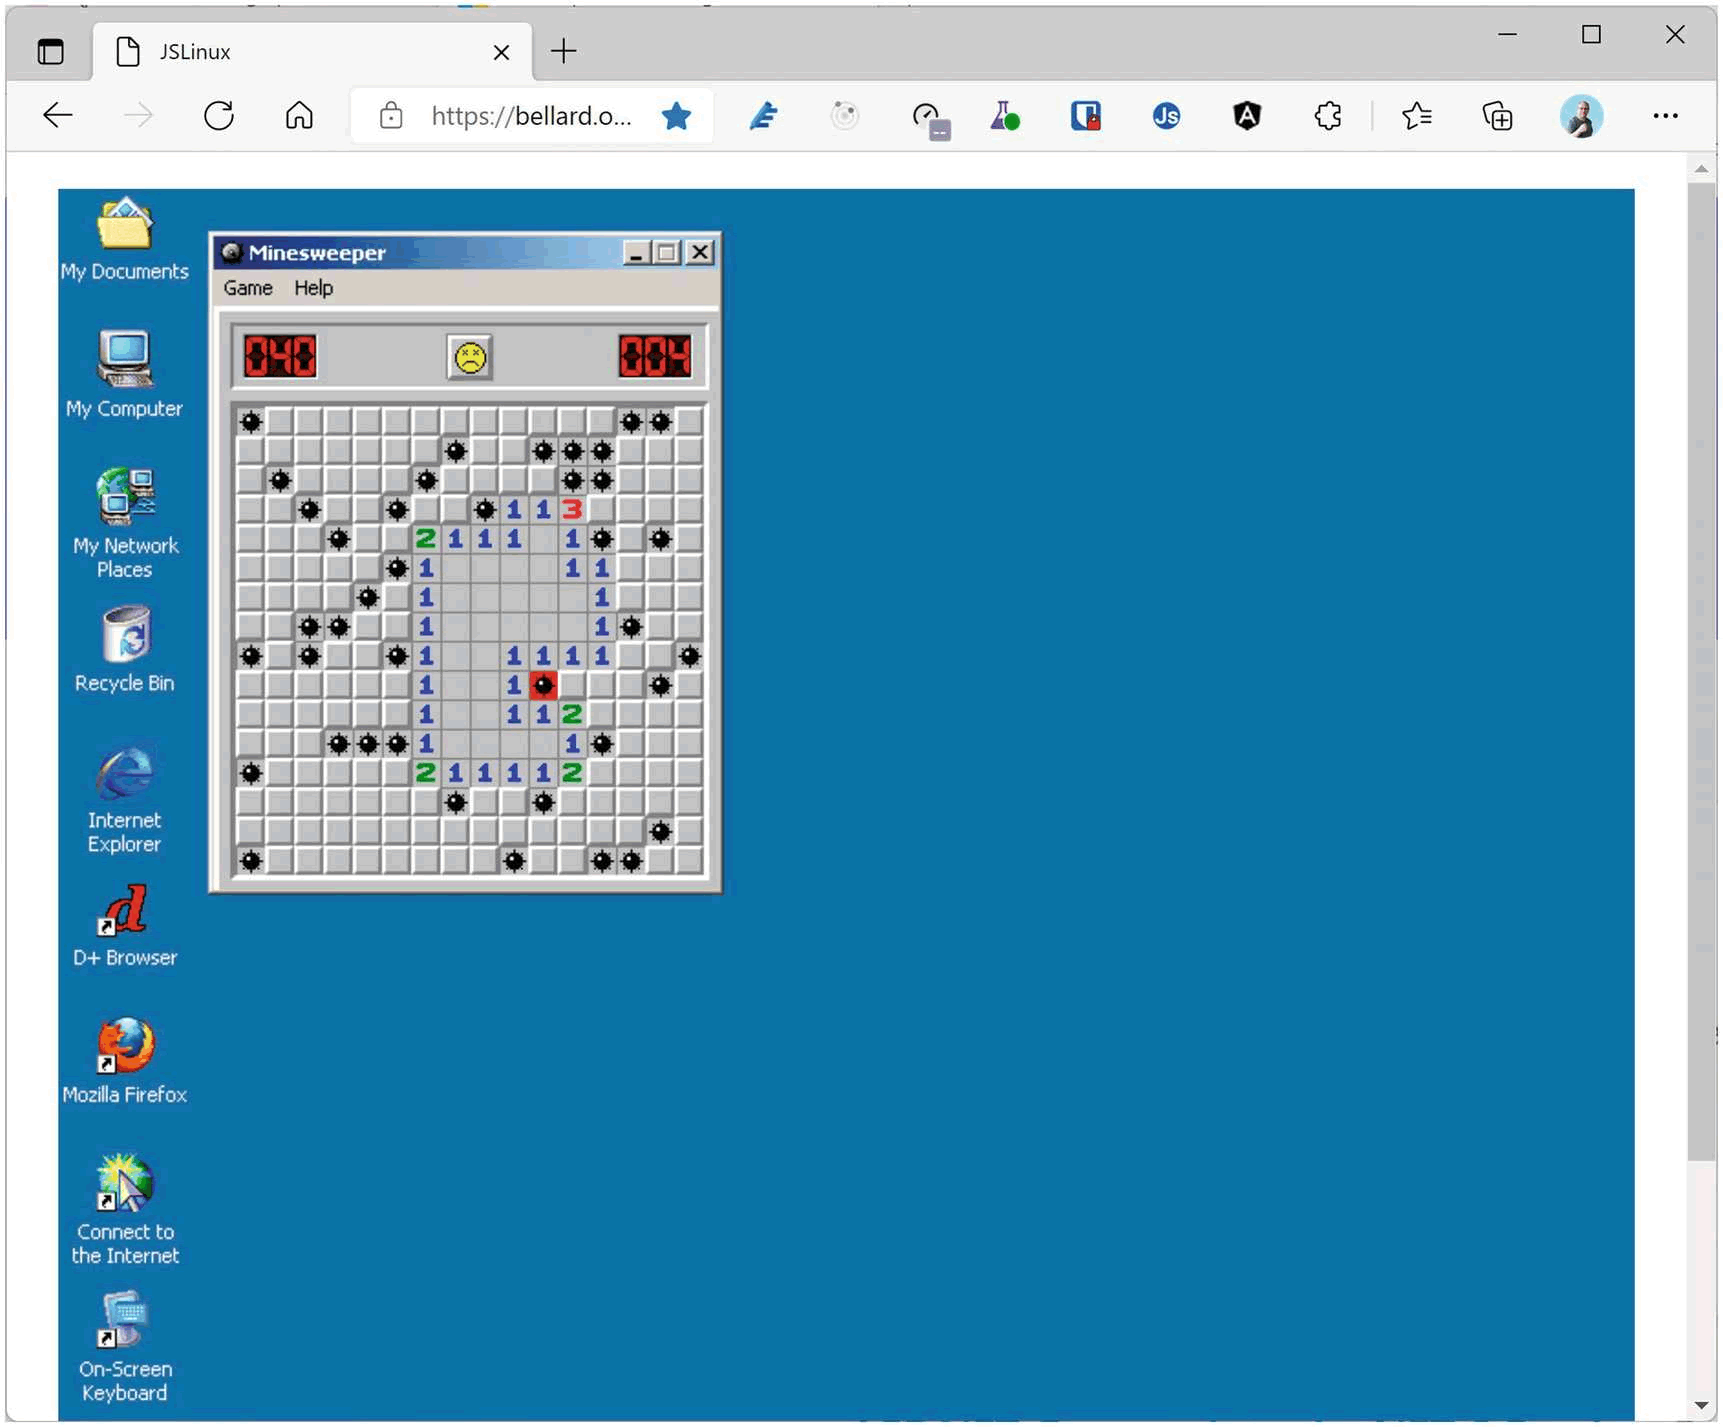 JSLinux
https://bellard.o...
--
JS
A
My Documents
My Computer
My Network
Places
Recycle Bin
Internet
Explorer
D+ Browser
Mozilla Firefox
Connect to
the Internet
On-Screen
Keyboard
Minesweeper
Game Help
040 004
1 1 3
2 1 1 1 1
1 1 1
1 1
1 1
1 1 1 1 1
1 1
1 1 1 2
1 1
2 1 1 1 1 2